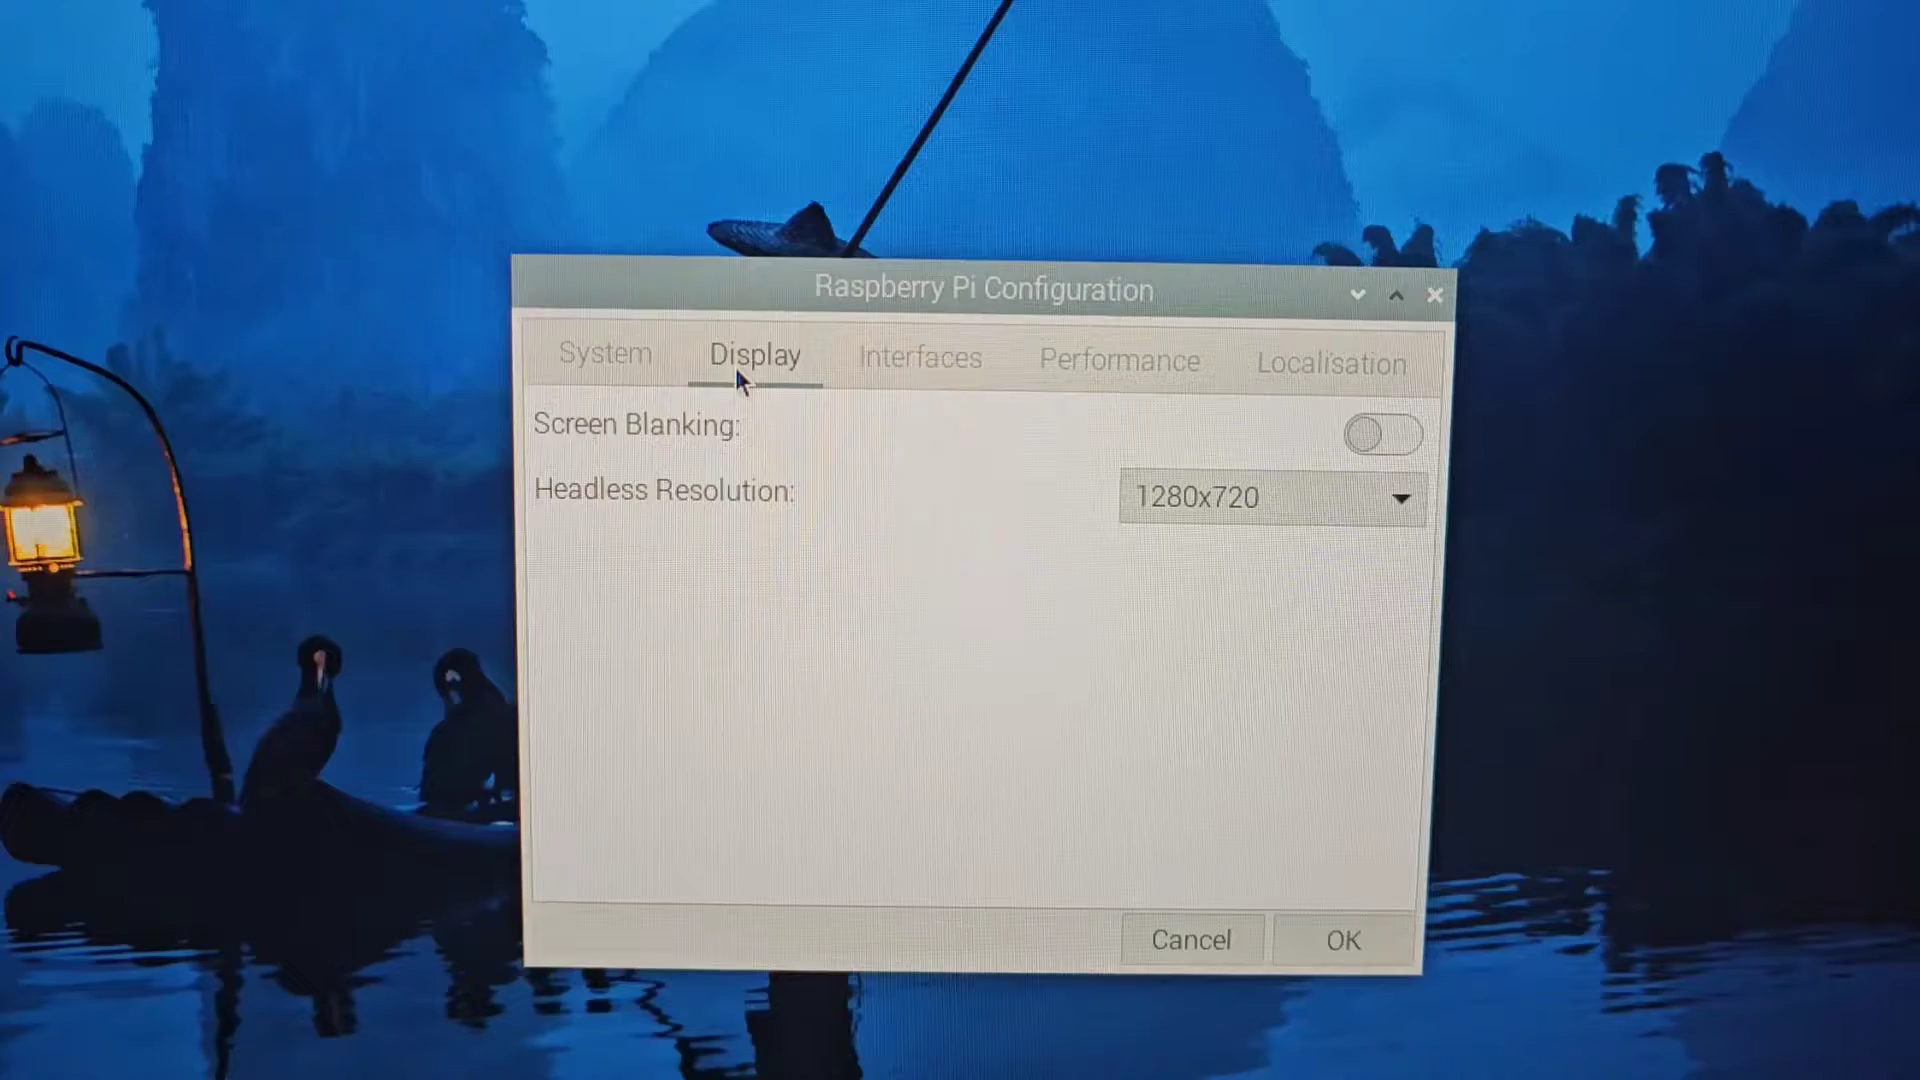 Raspberry Pi Configuration
System Display Interfaces Performance Localisation
Screen Blanking:
Headless Resolution: 1280x720
Cancel OK